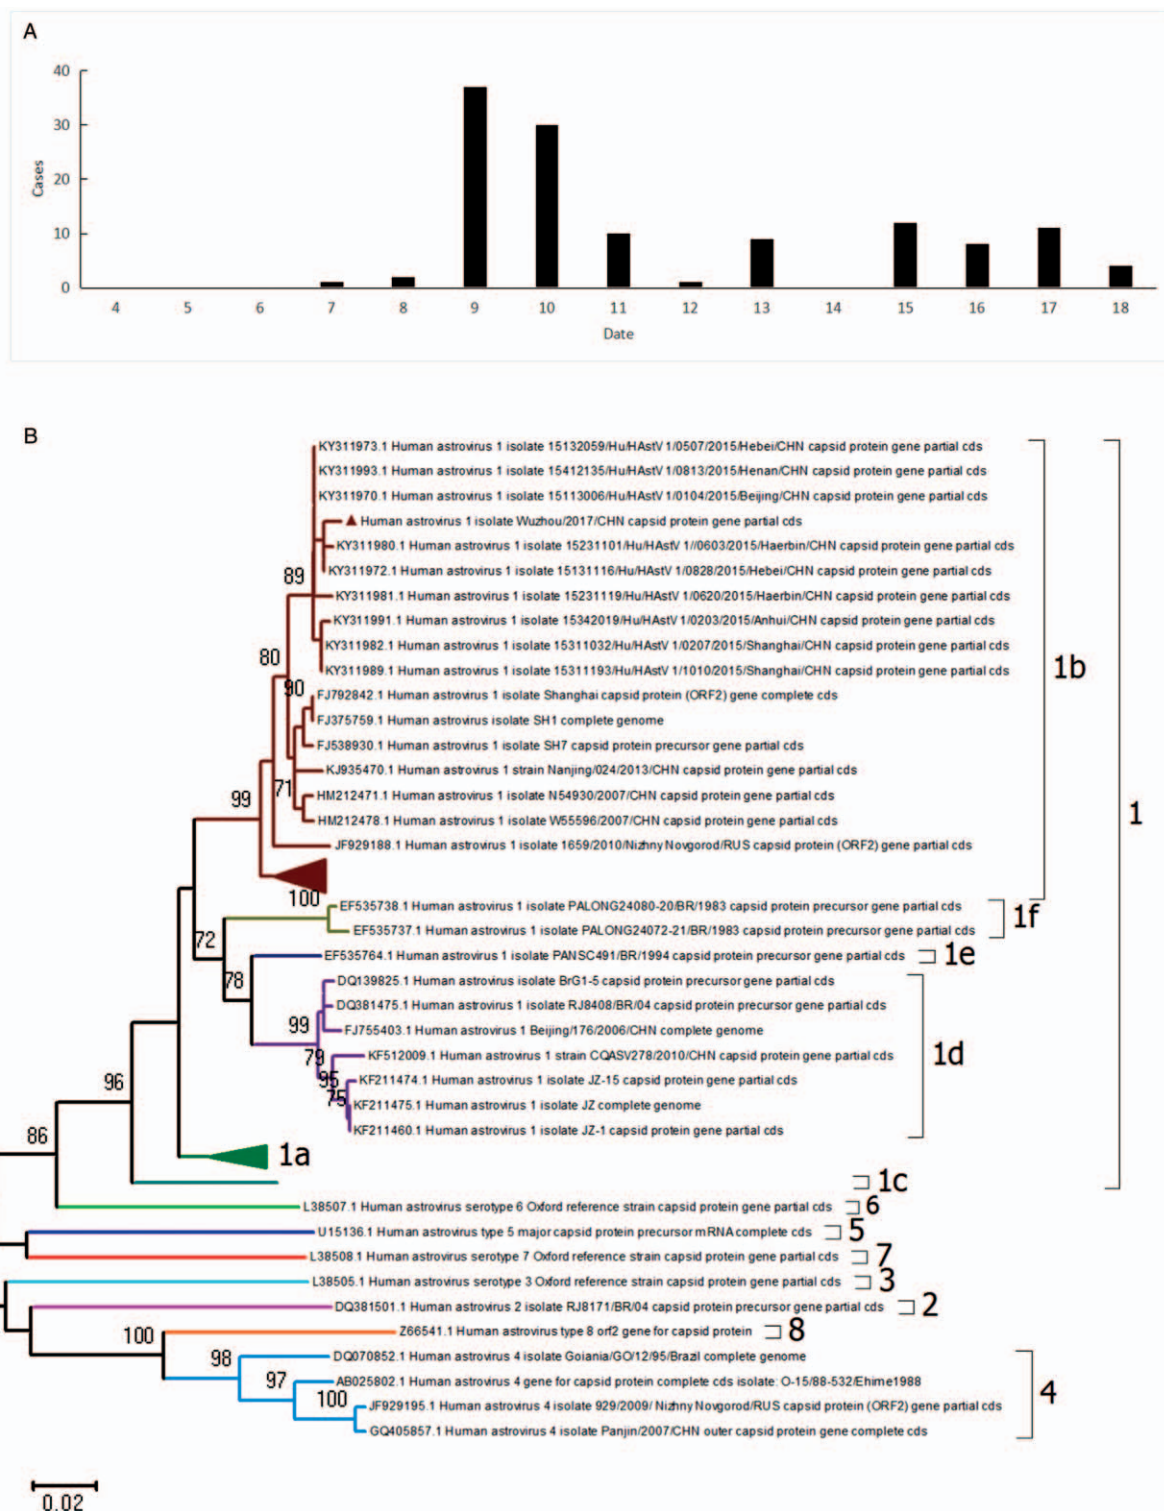 A
40
30
20
10
0
Cases
4 5 6 7 8 9 10 11 12 13 14 15 16 17 18
Date
B
KY311973.1 Human astrovirus 1 isolate 15132059/Hu/HAstV 1/0507/2015/Hebei/CHN capsid protein gene partial cds
KY311993.1 Human astrovirus 1 isolate 15412135/Hu/HAstV 1/0813/2015/Henan/CHN capsid protein gene partial cds
KY311970.1 Human astrovirus 1 isolate 15113006/Hu/HAstV 1/0104/2015/Beijing/CHN capsid protein gene partial cds
Human astrovirus 1 isolate Wuzhou/2017/CHN capsid protein gene partial cds
KY311980.1 Human astrovirus 1 isolate 15231101/Hu/HAstV 1//0603/2015/Haerbin/CHN capsid protein gene partial cds
KY311972.1 Human astrovirus 1 isolate 15131116/Hu/HAstV 1/0828/2015/Hebei/CHN capsid protein gene partial cds
89
KY311981.1 Human astrovirus 1 isolate 15231119/Hu/HAstV 1/0620/2015/Haerbin/CHN capsid protein gene partial cds
KY311991.1 Human astrovirus 1 isolate 15342019/Hu/HAstV 1/0203/2015/Anhui/CHN capsid protein gene partial cds
KY311982.1 Human astrovirus 1 isolate 15311032/Hu/HAstV 1/0207/2015/Shanghai/CHN capsid protein gene partial cds
80
KY311989.1 Human astrovirus 1 isolate 15311193/Hu/HAstV 1/1010/2015/Shanghai/CHN capsid protein gene partial cds
1b
90
FJ792842.1 Human astrovirus 1 isolate Shanghai capsid protein (ORF2) gene complete cds
FJ375759.1 Human astrovirus isolate SH1 complete genome
FJ538930.1 Human astrovirus 1 isolate SH7 capsid protein precursor gene partial cds
KJ935470.1 Human astrovirus 1 strain Nanjing/024/2013/CHN capsid protein gene partial cds
71
HM212471.1 Human astrovirus 1 isolate N54930/2007/CHN capsid protein gene partial cds
99
HM212478.1 Human astrovirus 1 isolate W55596/2007/CHN capsid protein gene partial cds
1
JF929188.1 Human astrovirus 1 isolate 1659/2010/Nizhny Novgorod/RUS capsid protein (ORF2) gene partial cds
100
EF535738.1 Human astrovirus 1 isolate PALONG24080-20/BR/1983 capsid protein precursor gene partial cds
1f
EF535737.1 Human astrovirus 1 isolate PALONG24072-21/BR/1983 capsid protein precursor gene partial cds
72
EF535764.1 Human astrovirus 1 isolate PANSC491/BR/1994 capsid protein precursor gene partial cds
1e
78
DQ139825.1 Human astrovirus isolate BrG1-5 capsid protein precursor gene partial cds
DQ381475.1 Human astrovirus 1 isolate RJ8408/BR/04 capsid protein precursor gene partial cds
99
FJ755403.1 Human astrovirus 1 Beijing/176/2006/CHN complete genome
79
KF512009.1 Human astrovirus 1 strain CQASV278/2010/CHN capsid protein gene partial cds
1d
95
KF211474.1 Human astrovirus 1 isolate JZ-15 capsid protein gene partial cds
96
75
KF211475.1 Human astrovirus 1 isolate JZ complete genome
KF211460.1 Human astrovirus 1 isolate JZ-1 capsid protein gene partial cds
86
1a
1c
L38507.1 Human astrovirus serotype 6 Oxford reference strain capsid protein gene partial cds
6
U15136.1 Human astrovirus type 5 major capsid protein precursor mRNA complete cds
5
L38508.1 Human astrovirus serotype 7 Oxford reference strain capsid protein gene partial cds
7
L38505.1 Human astrovirus serotype 3 Oxford reference strain capsid protein gene partial cds
3
DQ381501.1 Human astrovirus 2 isolate RJ8171/BR/04 capsid protein precursor gene partial cds
2
100
Z66541.1 Human astrovirus type 8 orf2 gene for capsid protein
8
98
DQ070852.1 Human astrovirus 4 isolate Goiania/GO/12/95/Brazil complete genome
97
AB025802.1 Human astrovirus 4 gene for capsid protein complete cds isolate: O-15/88-532/Ehime1988
4
100
JF929195.1 Human astrovirus 4 isolate 929/2009/ Nizhny Novgorod/RUS capsid protein (ORF2) gene partial cds
GQ405857.1 Human astrovirus 4 isolate Panjin/2007/CHN outer capsid protein gene complete cds
0.02